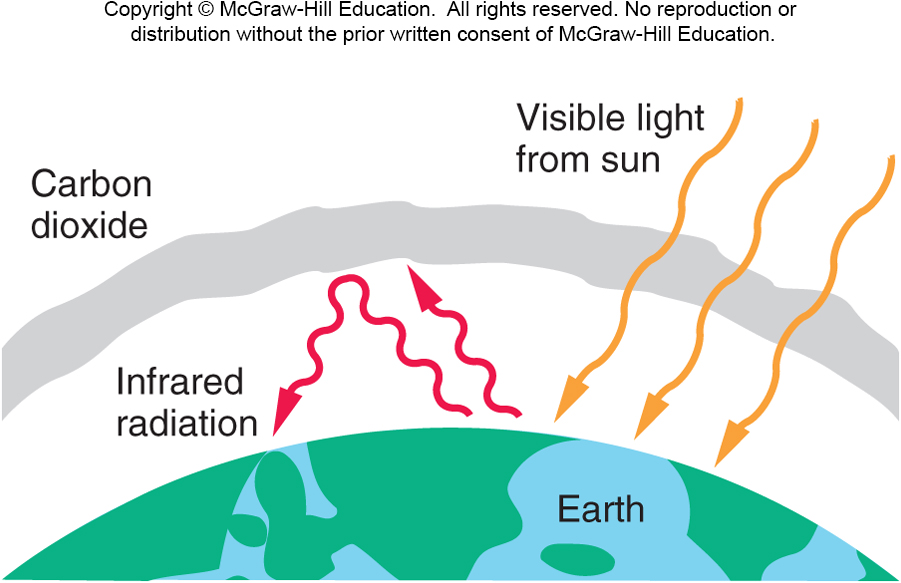 Copyright © McGraw-Hill Education.  All rights reserved. No reproduction or
distribution without the prior written consent of McGraw-Hill Education.
Visible light
from sun
Carbon
dioxide
Infrared
radiation
Earth